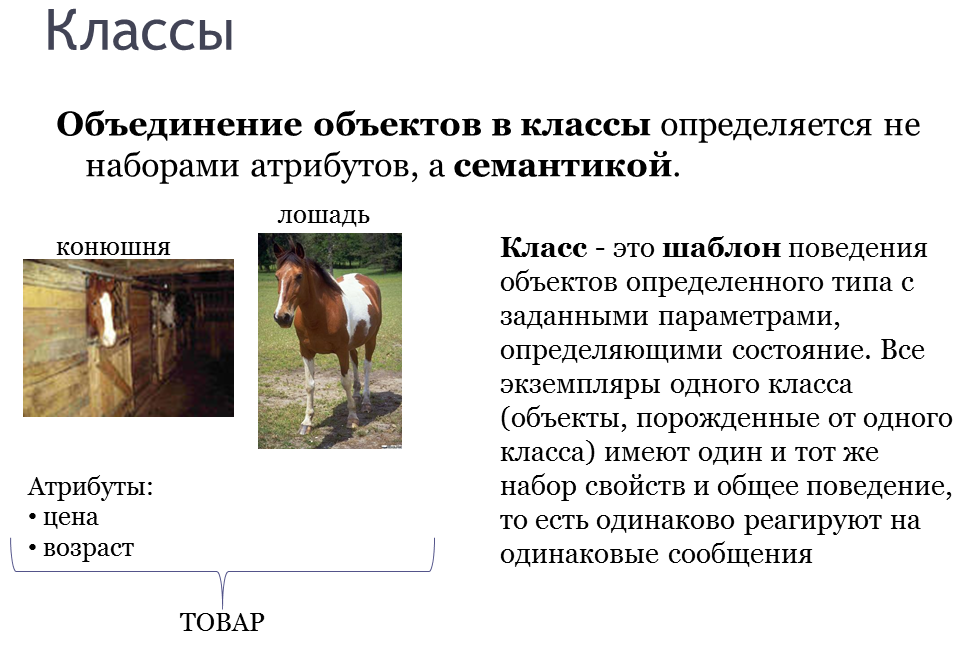 Классы
Объединение объектов в классы определяется не
наборами атрибутов, а семантикой.
лошадь
конюшня
Атрибуты:
• цена
• возраст
ТОВАР
Класс - это шаблон поведения
объектов определенного типа с
заданными параметрами,
определяющими состояние. Все
экземпляры одного класса
(объекты, порожденные от одного
класса) имеют один и тот же
набор свойств и общее поведение,
то есть одинаково реагируют на
одинаковые сообщения